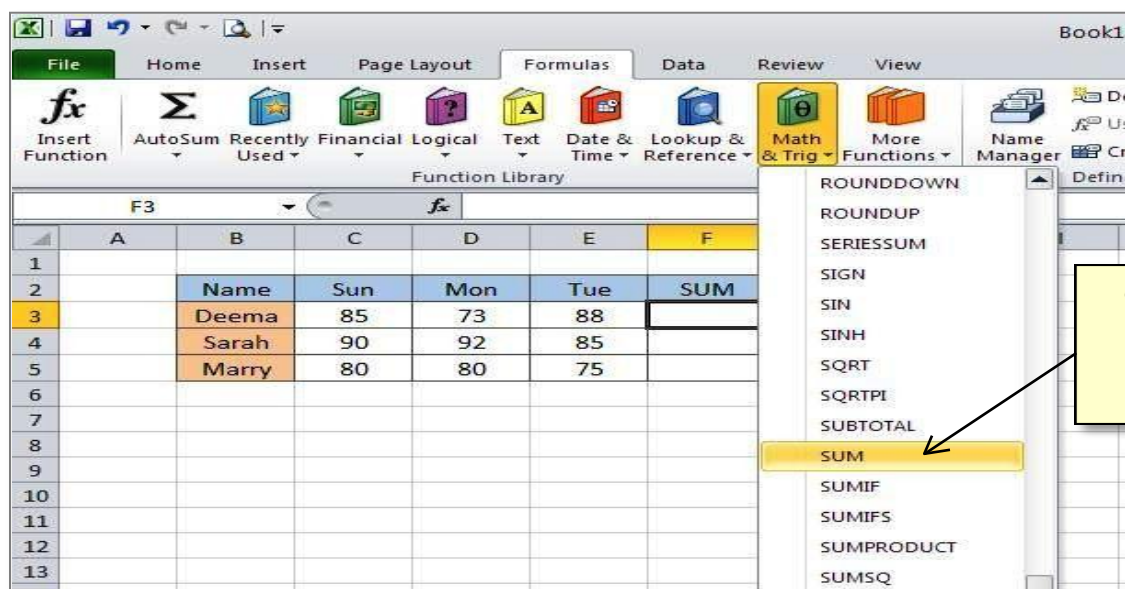 Book1
File Home Insert Page Layout Formulas Data Review View
fx Σ ? A θ
Insert Function AutoSum Recently Used Financial Logical Text Date & Time Lookup & Reference Math & Trig More Functions Name Manager
Function Library Defin
F3 fx
A B C D E F
1
2 Name Sun Mon Tue SUM
3 Deema 85 73 88
4 Sarah 90 92 85
5 Marry 80 80 75
6
7
8
9
10
11
12
13
ROUNDDOWN
ROUNDUP
SERIESSUM
SIGN
SIN
SINH
SQRT
SQRTPI
SUBTOTAL
SUM
SUMIF
SUMIFS
SUMPRODUCT
SUMSQ